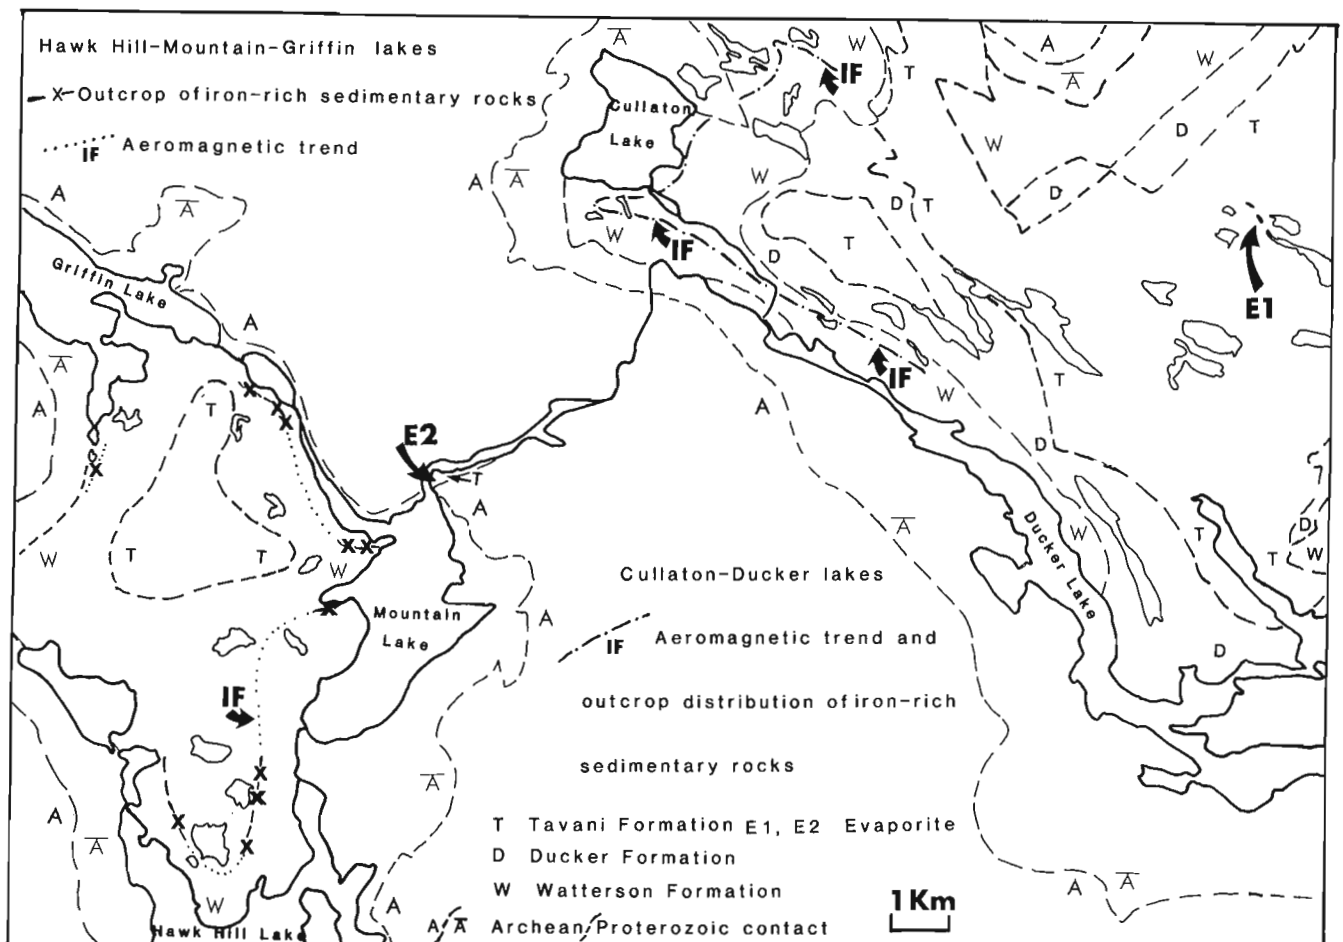 Hawk Hill-Mountain-Griffin lakes
X Outcrop of iron-rich sedimentary rocks
IF Aeromagnetic trend
A
W
IF
T
A
Ā
W
Cullaton
Lake
W
D
T
A
Ā
W
D
A
Ā
D
T
W
IF
T
D
E1
Griffin Lake
A
Ā
A
T
IF
W
T
A
D
E2
T
A
Ā
W
Ducker Lake
T
D
T
W
W
T
T
W
Cullaton-Ducker lakes
Mountain
Lake
A
IF Aeromagnetic trend and
D
IF
outcrop distribution of iron-rich
sedimentary rocks
Ā
A
Ā
T Tavani Formation E1, E2 Evaporite
D Ducker Formation
W Watterson Formation
A/Ā Archean/Proterozoic contact
W
A
Hawk Hill Lake
A
Ā
1Km